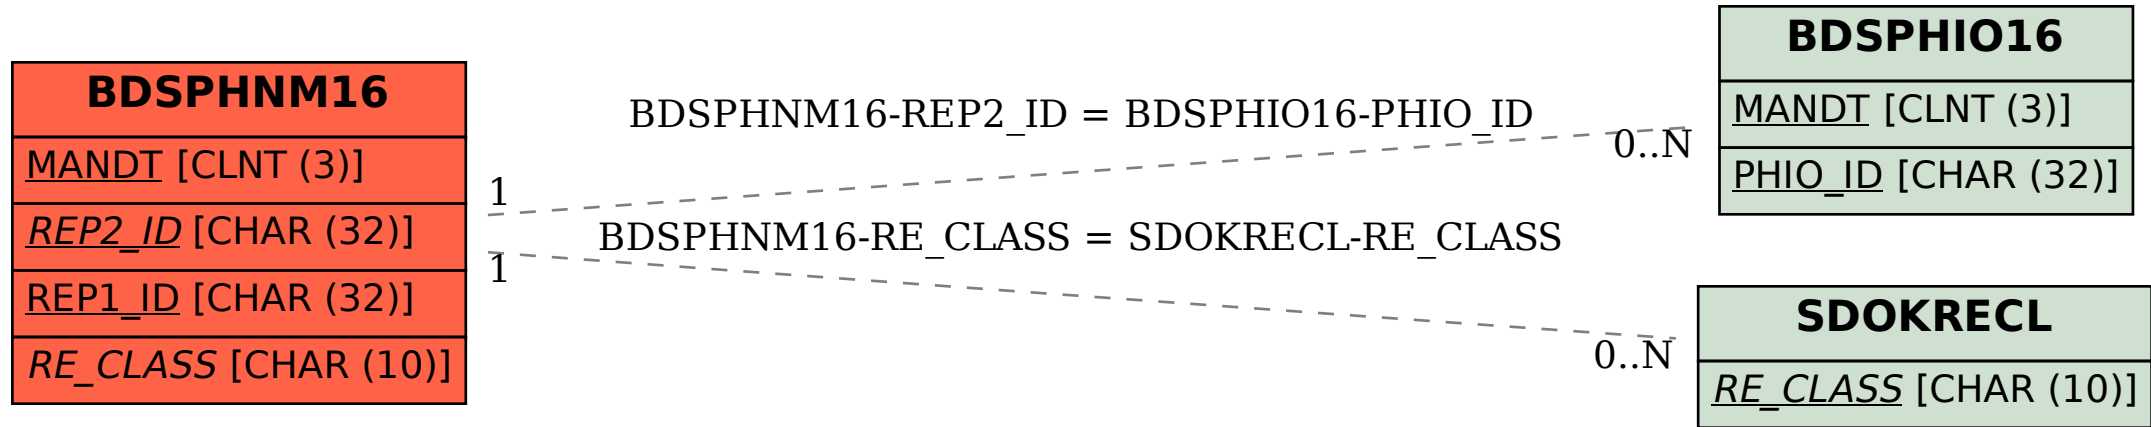 BDSPHNM16
MANDT [CLNT (3)]
REP2_ID [CHAR (32)]
REP1_ID [CHAR (32)]
RE_CLASS [CHAR (10)]
BDSPHNM16-REP2_ID = BDSPHIO16-PHIO_ID
1
0..N
BDSPHNM16-RE_CLASS = SDOKRECL-RE_CLASS
1
0..N
BDSPHIO16
MANDT [CLNT (3)]
PHIO_ID [CHAR (32)]
SDOKRECL
RE_CLASS [CHAR (10)]